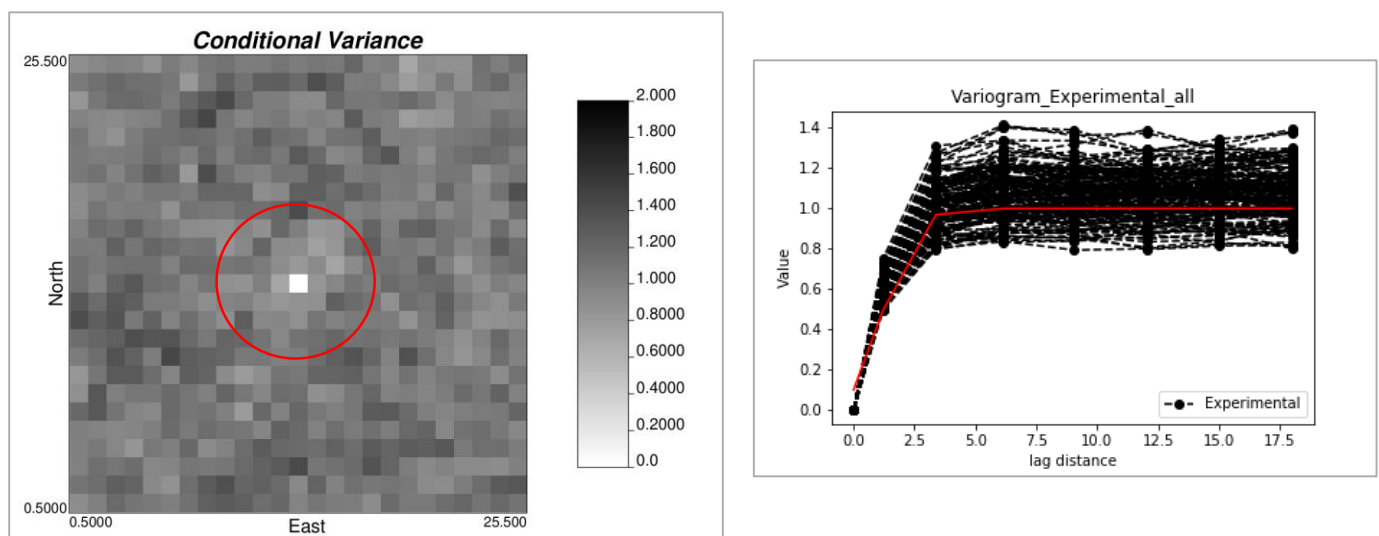 Conditional Variance
25.500
North
0.5000
0.5000
East
25.500
2.000
1.800
1.600
1.400
1.200
1.000
0.8000
0.6000
0.4000
0.2000
0.0
Variogram_Experimental_all
Value
1.4
1.2
1.0
0.8
0.6
0.4
0.2
0.0
Experimental
0.0 2.5 5.0 7.5 10.0 12.5 15.0 17.5
lag distance